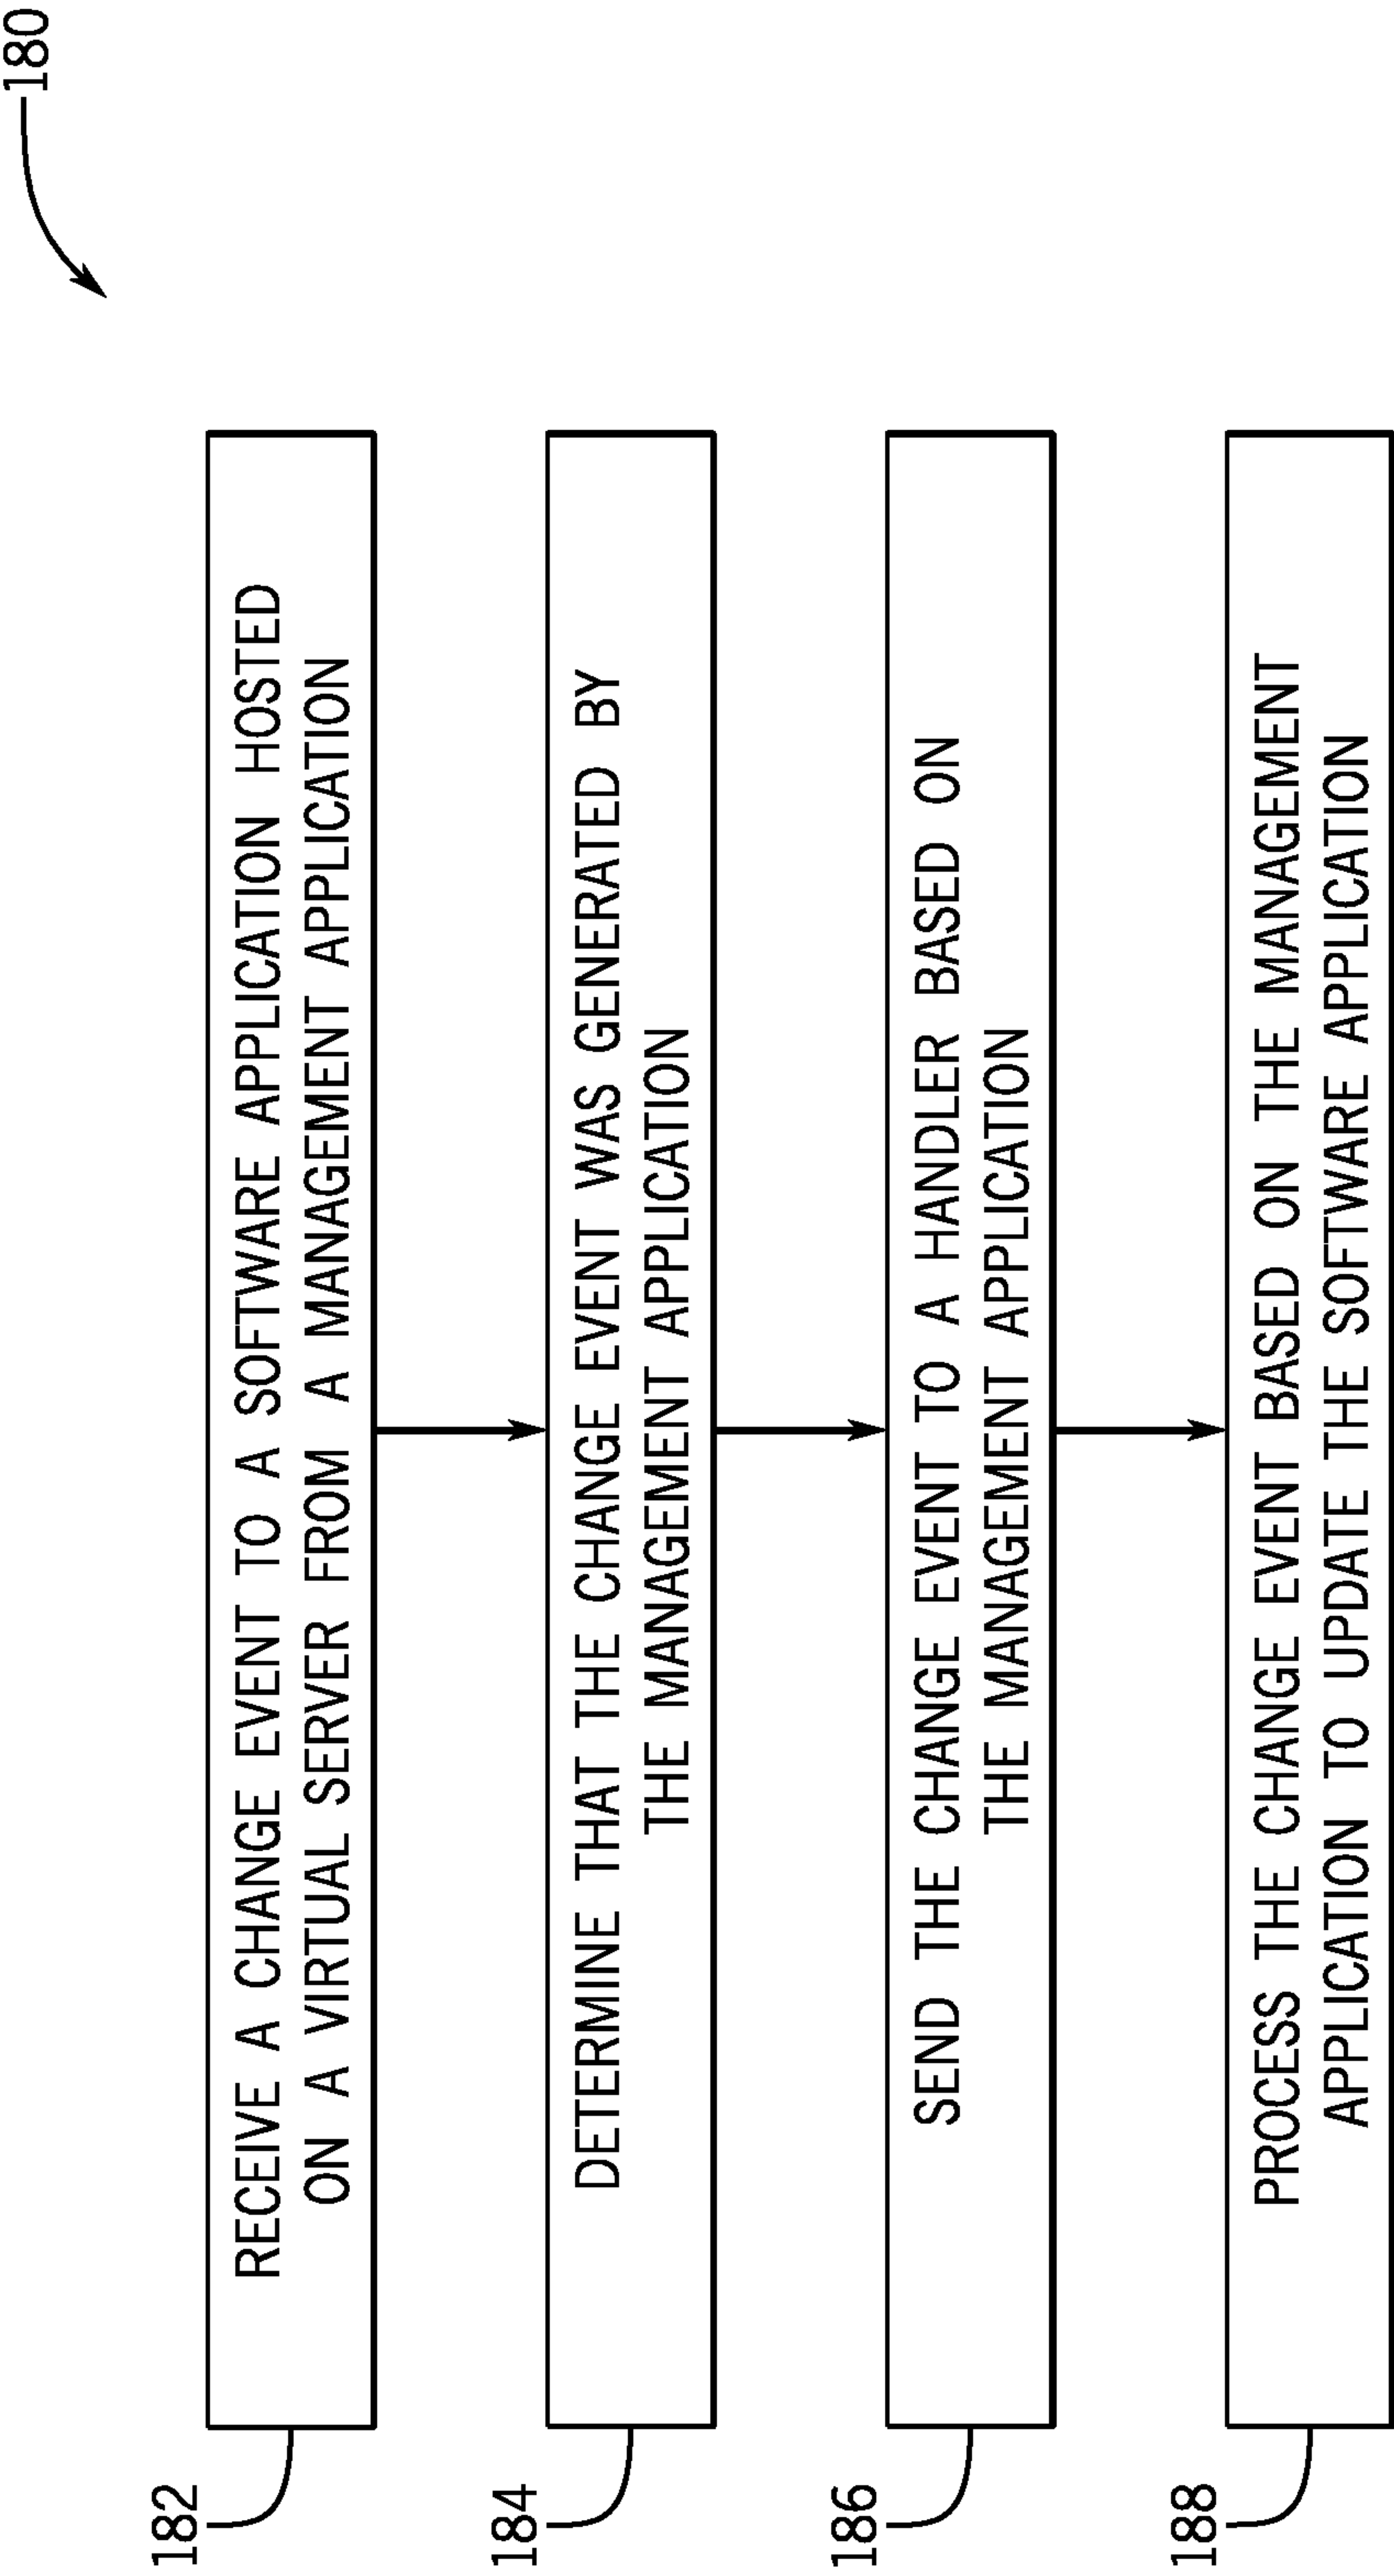 180
182
RECEIVE A CHANGE EVENT TO A SOFTWARE APPLICATION HOSTED
ON A VIRTUAL SERVER FROM A MANAGEMENT APPLICATION
184
DETERMINE THAT THE CHANGE EVENT WAS GENERATED BY
THE MANAGEMENT APPLICATION
186
SEND THE CHANGE EVENT TO A HANDLER BASED ON
THE MANAGEMENT APPLICATION
188
PROCESS THE CHANGE EVENT BASED ON THE MANAGEMENT
APPLICATION TO UPDATE THE SOFTWARE APPLICATION